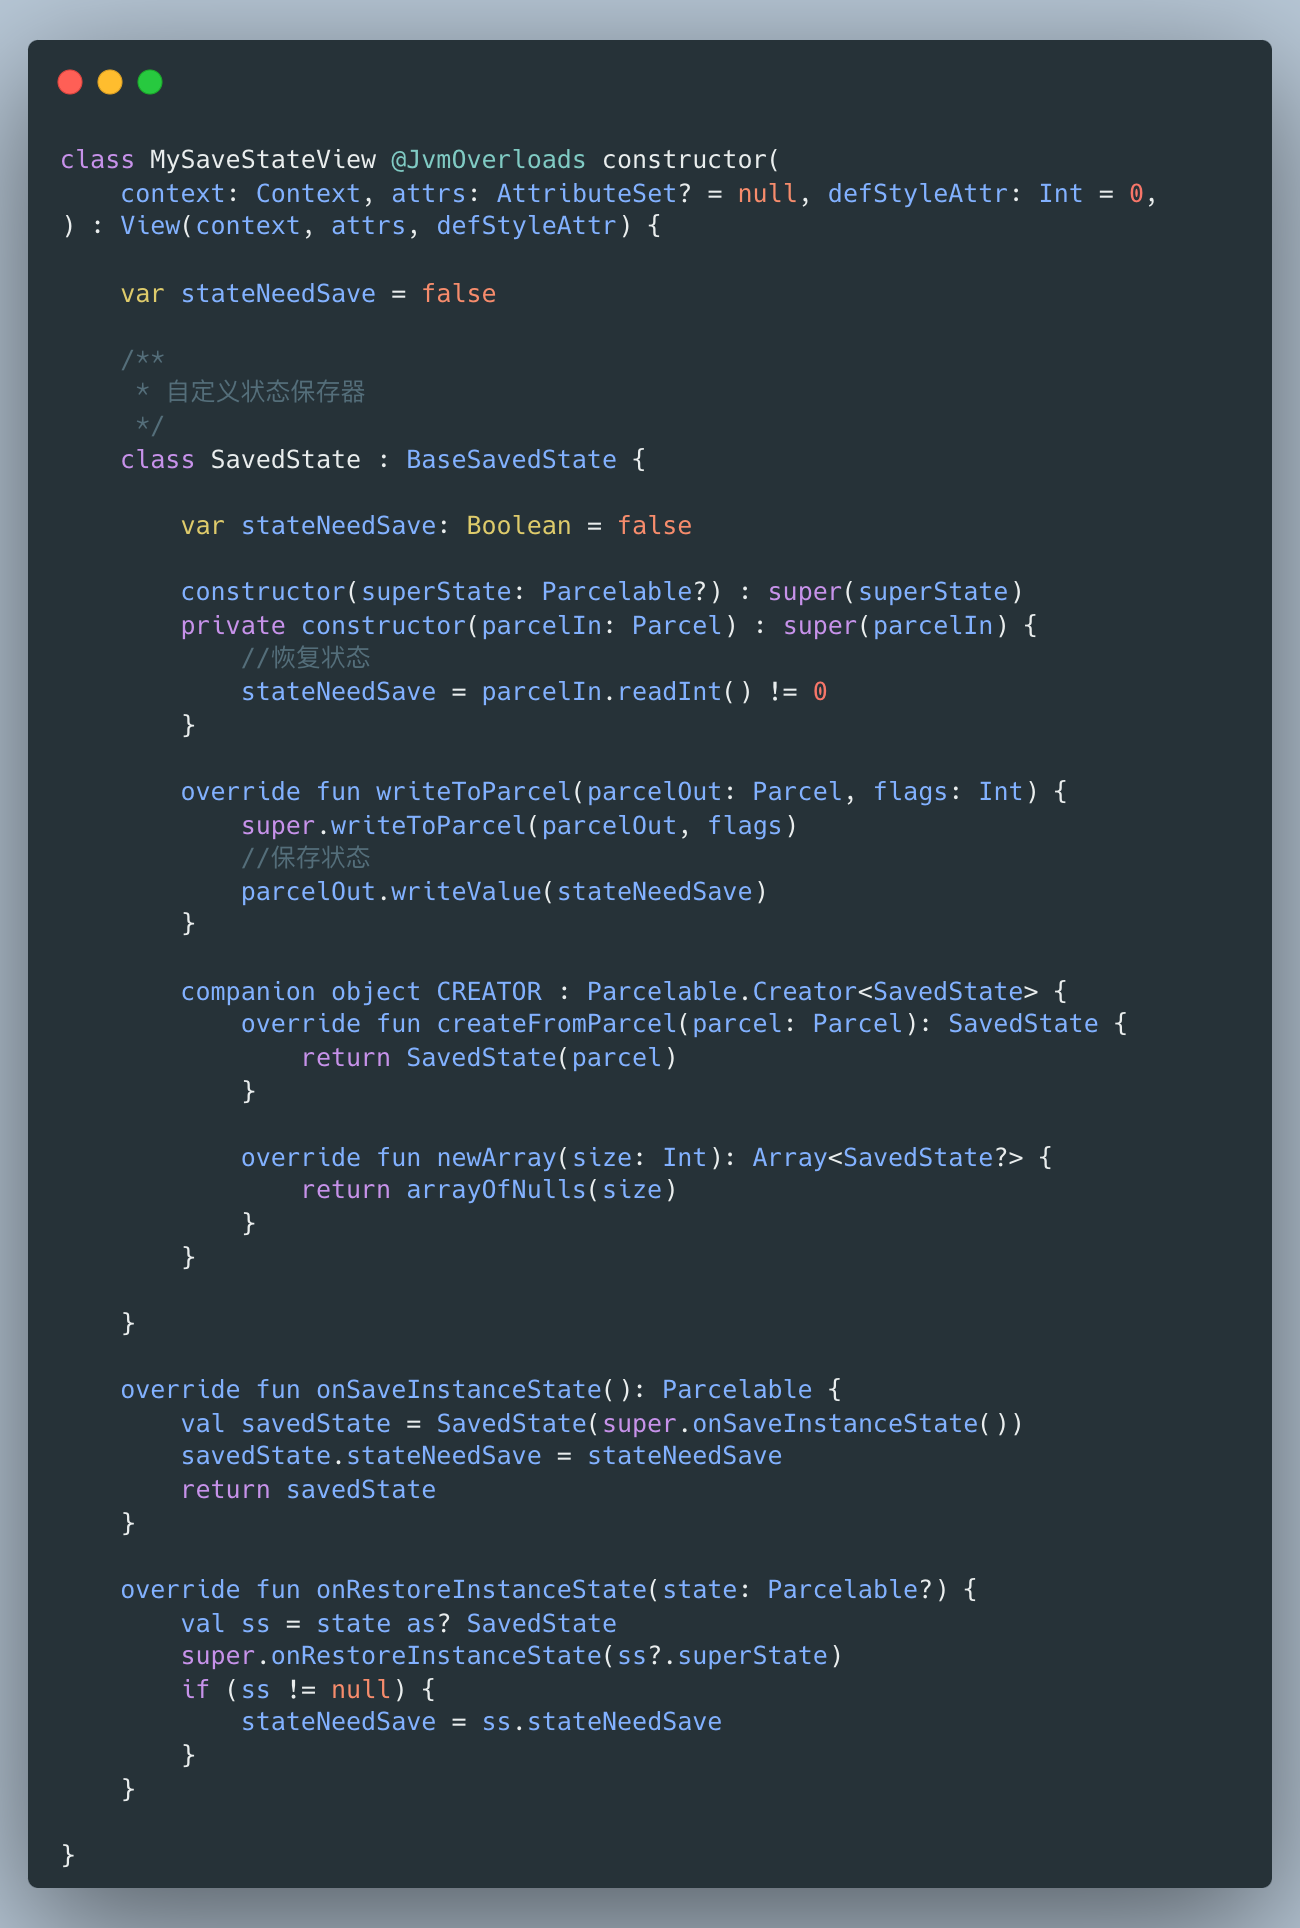 class MySaveStateView @JvmOverloads constructor(
    context: Context, attrs: AttributeSet? = null, defStyleAttr: Int = 0,
) : View(context, attrs, defStyleAttr) {

    var stateNeedSave = false

    /**
     * 自定义状态保存器
     */
    class SavedState : BaseSavedState {

        var stateNeedSave: Boolean = false

        constructor(superState: Parcelable?) : super(superState)
        private constructor(parcelIn: Parcel) : super(parcelIn) {
            //恢复状态
            stateNeedSave = parcelIn.readInt() != 0
        }

        override fun writeToParcel(parcelOut: Parcel, flags: Int) {
            super.writeToParcel(parcelOut, flags)
            //保存状态
            parcelOut.writeValue(stateNeedSave)
        }

        companion object CREATOR : Parcelable.Creator<SavedState> {
            override fun createFromParcel(parcel: Parcel): SavedState {
                return SavedState(parcel)
            }

            override fun newArray(size: Int): Array<SavedState?> {
                return arrayOfNulls(size)
            }
        }

    }

    override fun onSaveInstanceState(): Parcelable {
        val savedState = SavedState(super.onSaveInstanceState())
        savedState.stateNeedSave = stateNeedSave
        return savedState
    }

    override fun onRestoreInstanceState(state: Parcelable?) {
        val ss = state as? SavedState
        super.onRestoreInstanceState(ss?.superState)
        if (ss != null) {
            stateNeedSave = ss.stateNeedSave
        }
    }

}